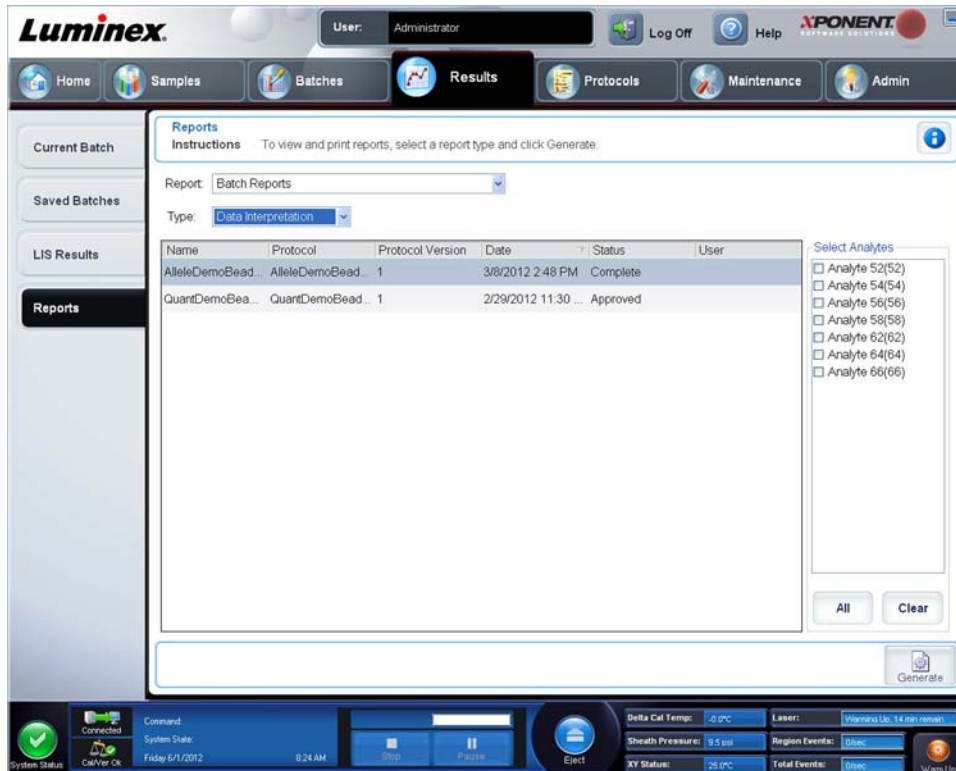 Luminex.
User: Administrator
Log Off
Help
XPONENT.
SOFTWARE SOLUTIONS
Home
Samples
Batches
Results
Protocols
Maintenance
Admin
Current Batch
Saved Batches
LIS Results
Reports
Reports
Instructions To view and print reports, select a report type and click Generate.
Report: Batch Reports
Type: Data Interpretation
Name Protocol Protocol Version Date Status User
AlleleDemoBead... AlleleDemoBead... 1 3/8/2012 2:48 PM Complete
QuantDemoBea... QuantDemoBead... 1 2/29/2012 11:30 ... Approved
Select Analytes
Analyte 52(52)
Analyte 54(54)
Analyte 56(56)
Analyte 58(58)
Analyte 62(62)
Analyte 64(64)
Analyte 66(66)
All
Clear
Generate
System Status
Connected
Cal/Ver Ok
Command
System State:
Friday 6/1/2012 8:24 AM
Stop
Pause
Eject
Delta Cal Temp: -0.0°C
Sheath Pressure: 9.5 psi
XY Status: 25.0°C
Laser: Warming Up, 14 min remain
Region Events: 0/sec
Total Events: 0/sec
Warm Up